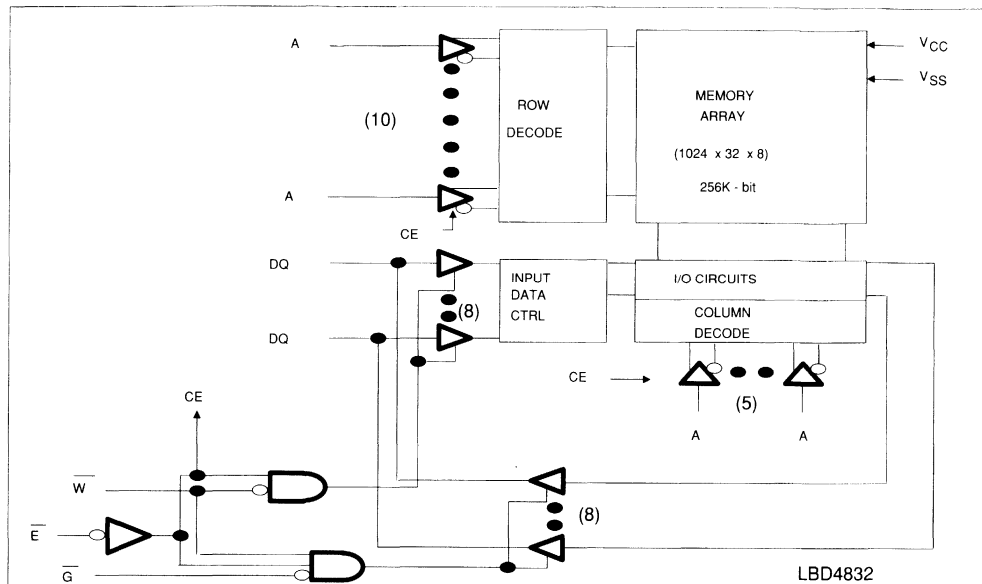 A
V_CC
V_SS
ROW
DECODE
MEMORY
ARRAY
(1024 x 32 x 8)
256K - bit
(10)
A
CE
DQ
INPUT
DATA
CTRL
I/O CIRCUITS
COLUMN
DECODE
(8)
DQ
CE
(5)
A
A
CE
W̅
E̅
G̅
(8)
LBD4832